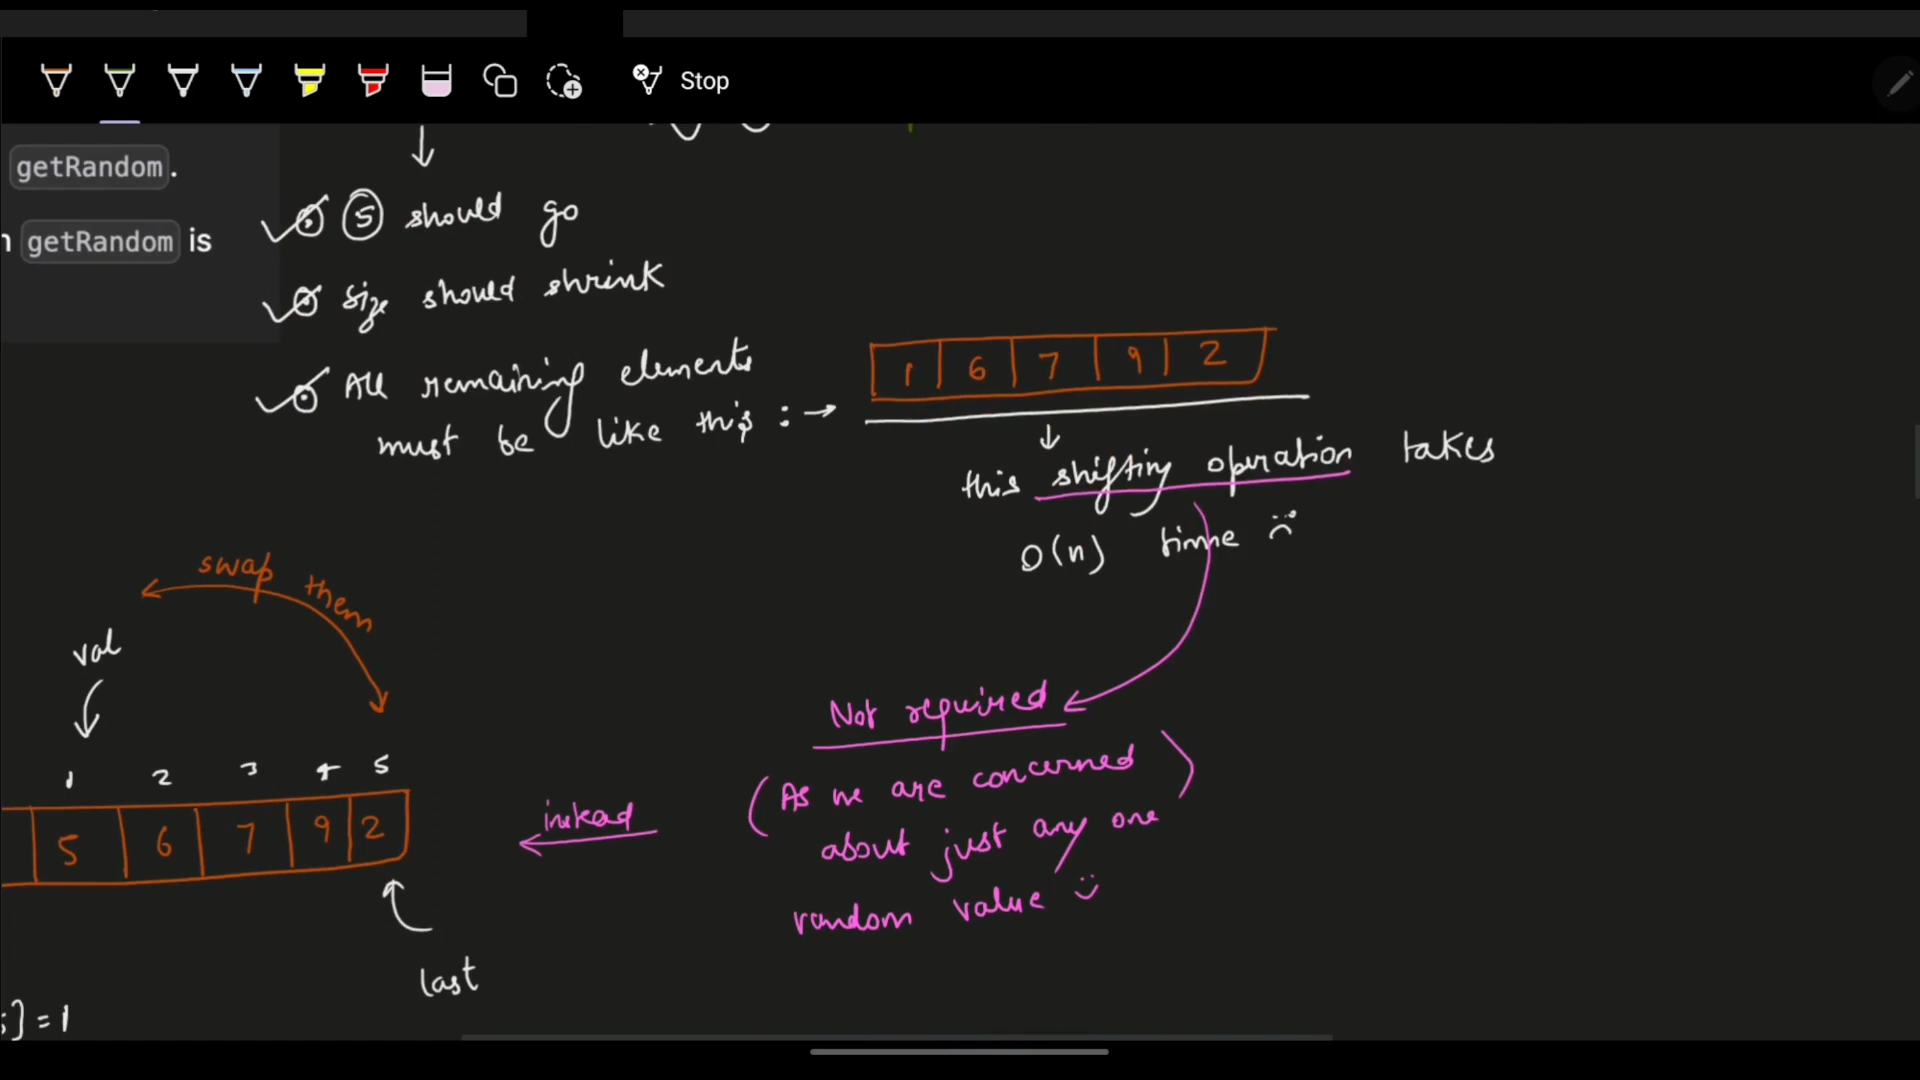 Stop
getRandom.
n getRandom is
5 should go
Size should shrink
All remaining elements
must be like this : →
1 6 7 9 2
this shifting operation takes
O(n) time
swap them
val
1 2 3 4 5
5 6 7 9 2
last
instead
Not required
(As we are concerned
about just any one
random value
5] = 1